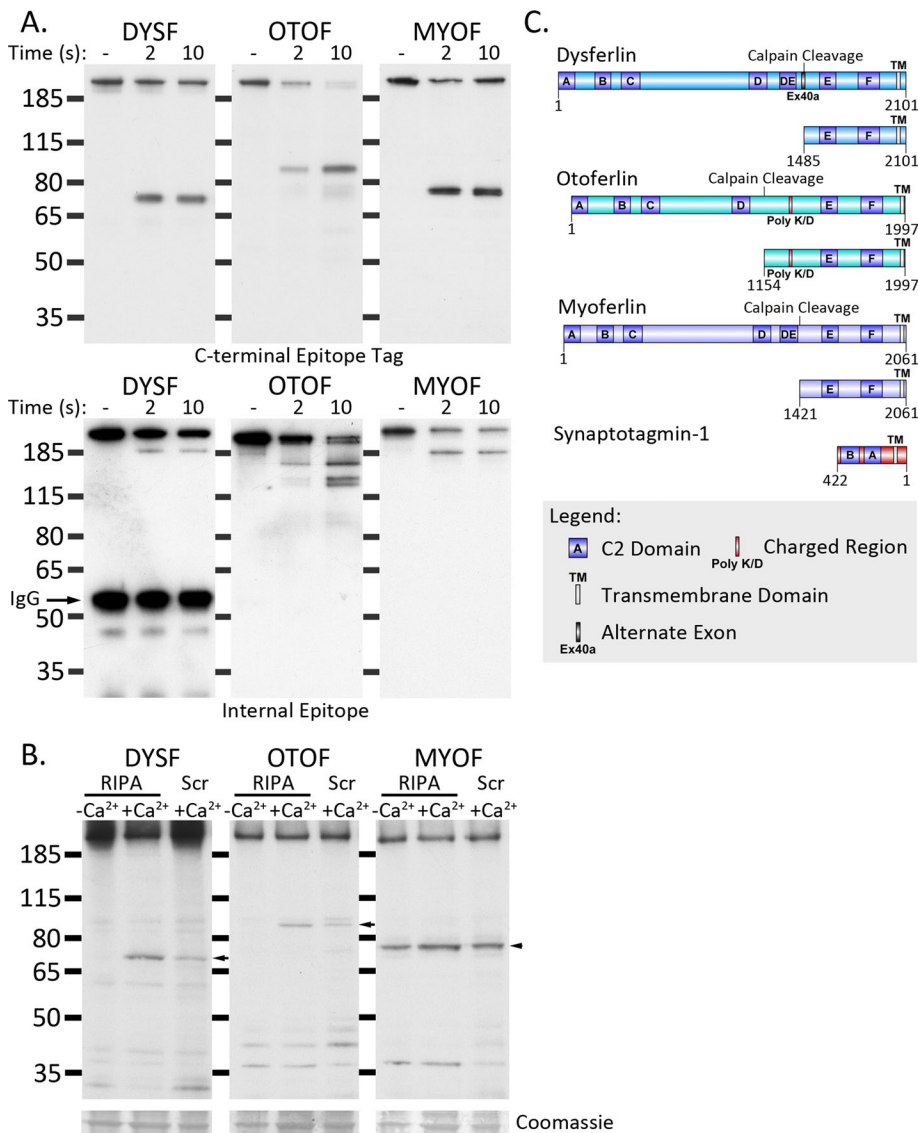 A.
DYSF OTOF MYOF
Time (s): - 2 10 - 2 10 - 2 10
185
115
80
65
50
35
C-terminal Epitope Tag
DYSF OTOF MYOF
Time (s): - 2 10 - 2 10 - 2 10
185
115
80
65
IgG
50
35
Internal Epitope
B.
DYSF OTOF MYOF
RIPA Scr RIPA Scr RIPA Scr
-Ca²⁺ +Ca²⁺ +Ca²⁺ -Ca²⁺ +Ca²⁺ +Ca²⁺ -Ca²⁺ +Ca²⁺ +Ca²⁺
185
115
80
65
50
35
Coomassie
C.
Dysferlin
Calpain Cleavage
TM
A B C D DE E F
Ex40a
1 2101
E F
1485 2101
Otoferlin
Calpain Cleavage
TM
A B C D E F
Poly K/D
1 1997
TM
E F
Poly K/D
1154 1997
Myoferlin
Calpain Cleavage
TM
A B C D DE E F
1 2061
TM
E F
1421 2061
Synaptotagmin-1
TM
B A
422 1
Legend:
A C2 Domain
Poly K/D Charged Region
TM
Transmembrane Domain
Alternate Exon
Ex40a